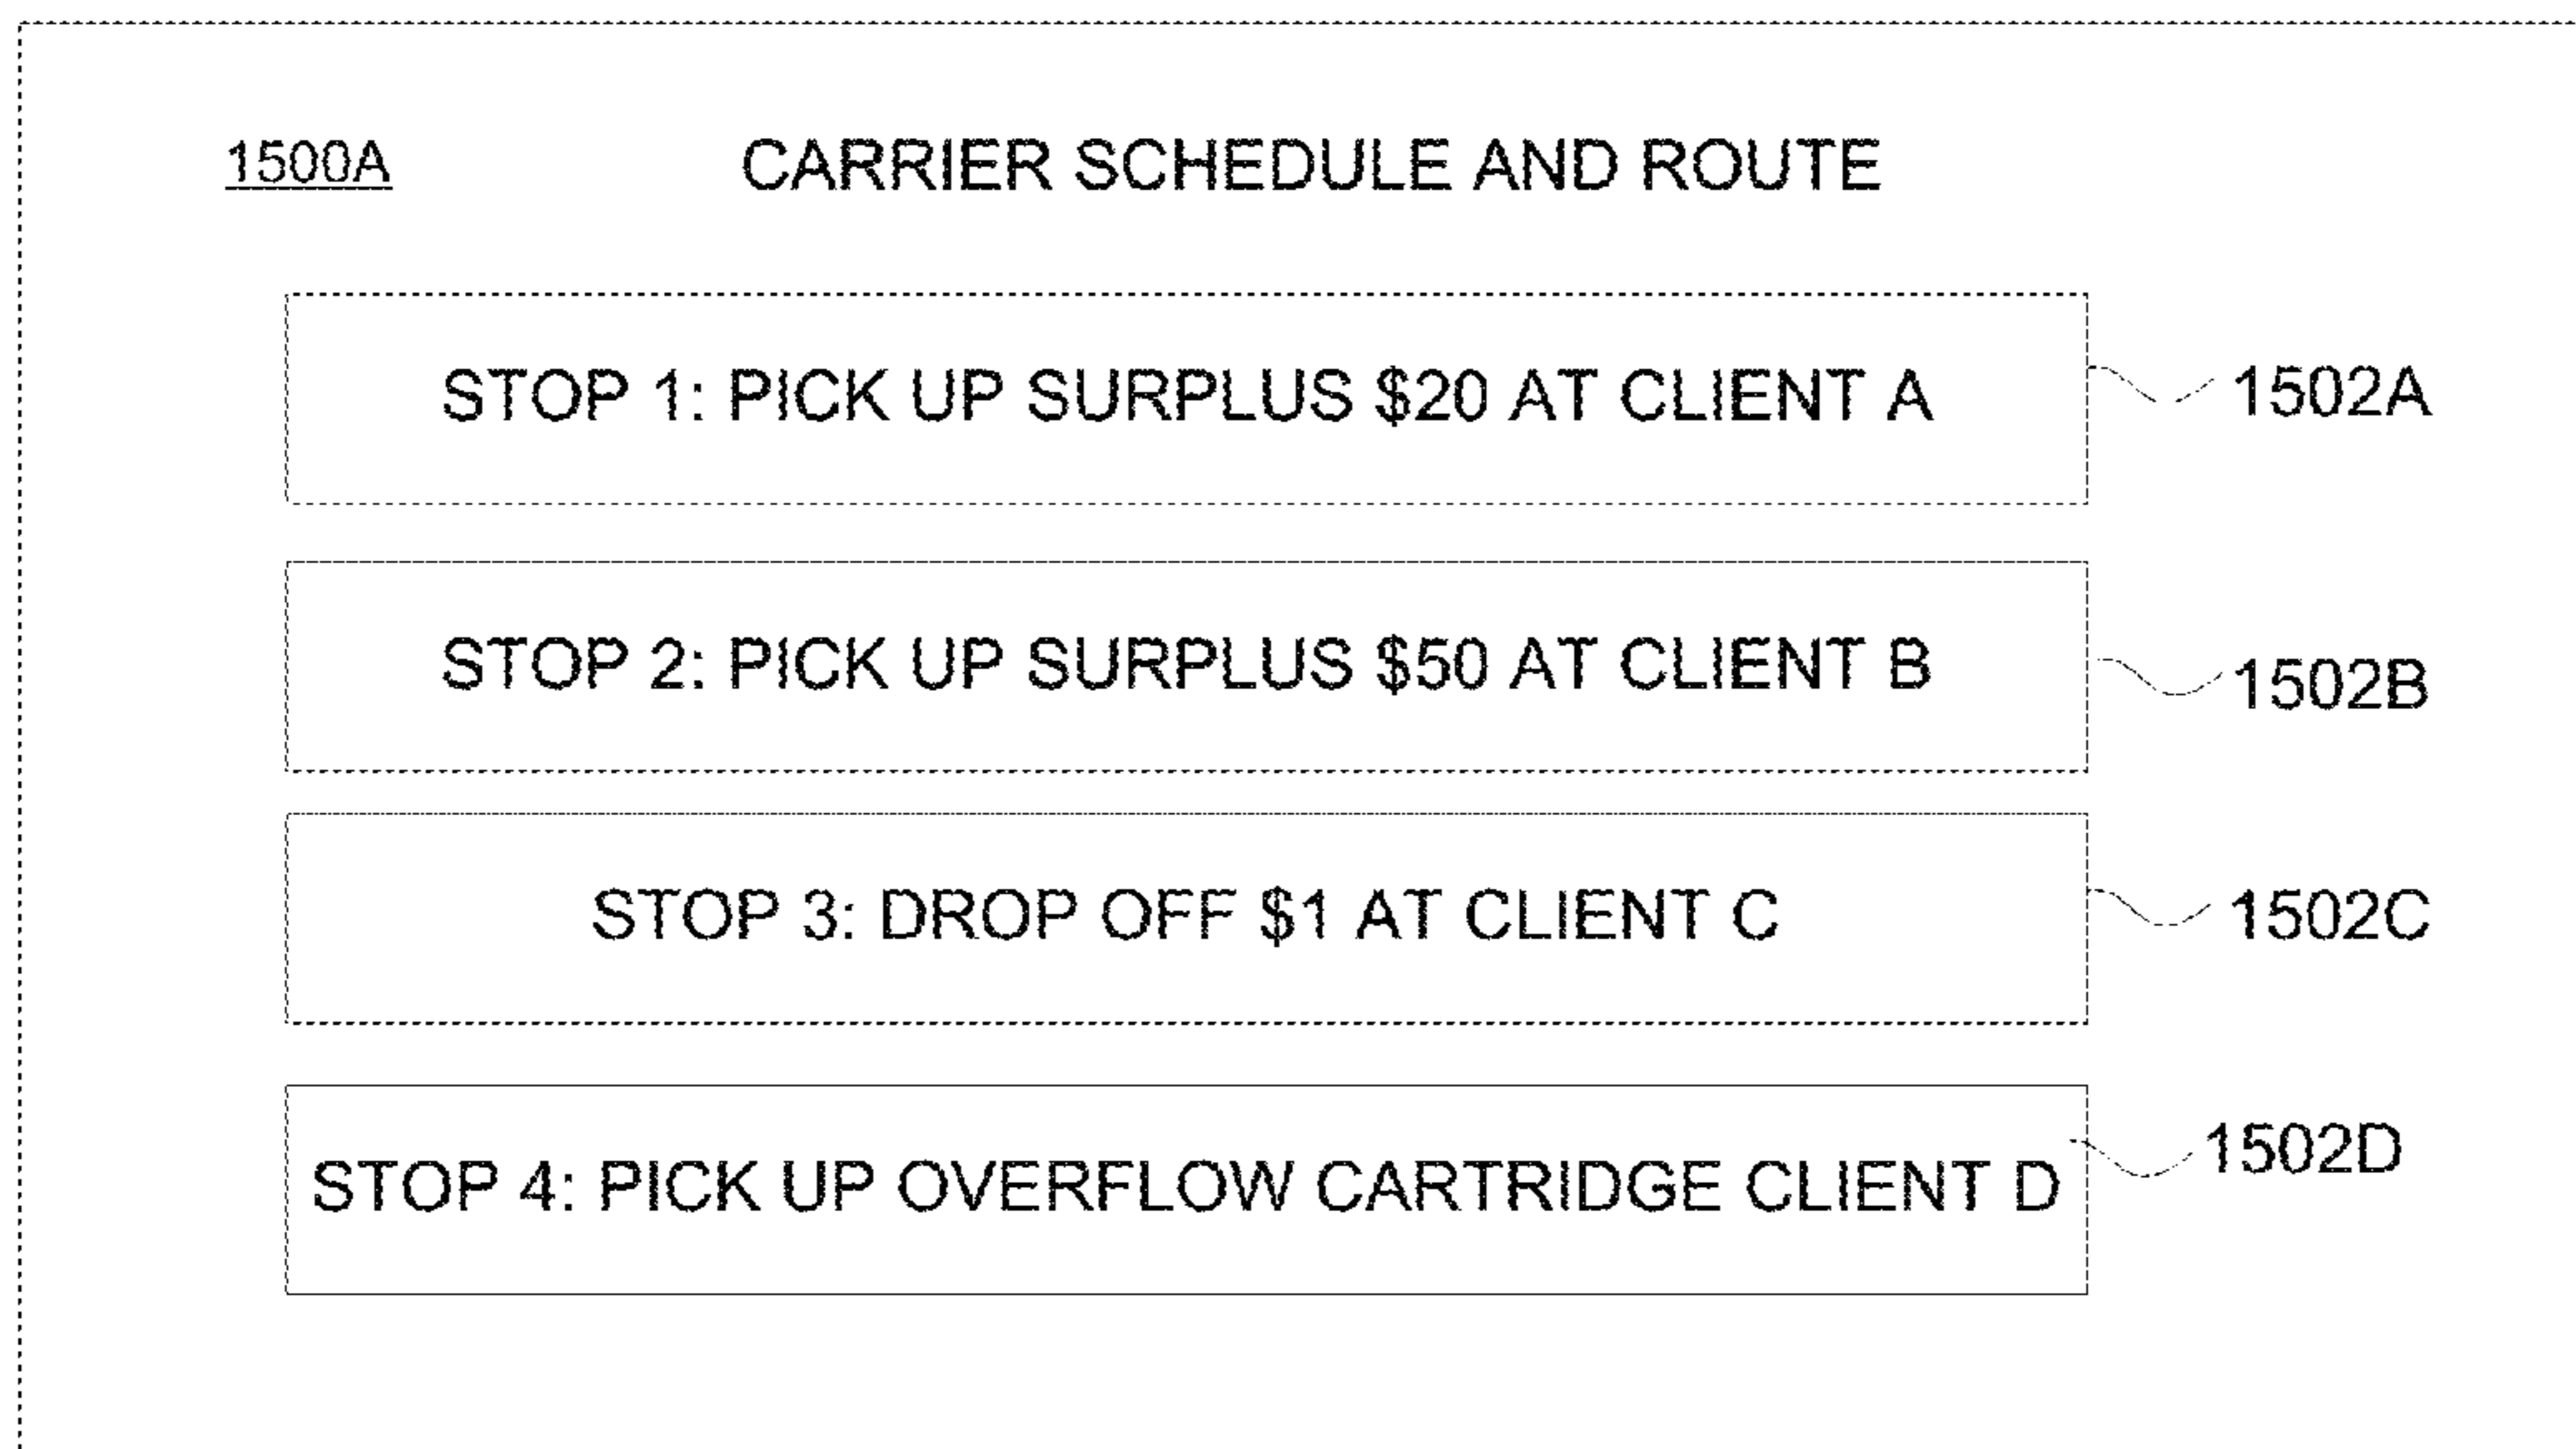 1500A CARRIER SCHEDULE AND ROUTE
STOP 1: PICK UP SURPLUS $20 AT CLIENT A 1502A
STOP 2: PICK UP SURPLUS $50 AT CLIENT B 1502B
STOP 3: DROP OFF $1 AT CLIENT C 1502C
STOP 4: PICK UP OVERFLOW CARTRIDGE CLIENT D 1502D